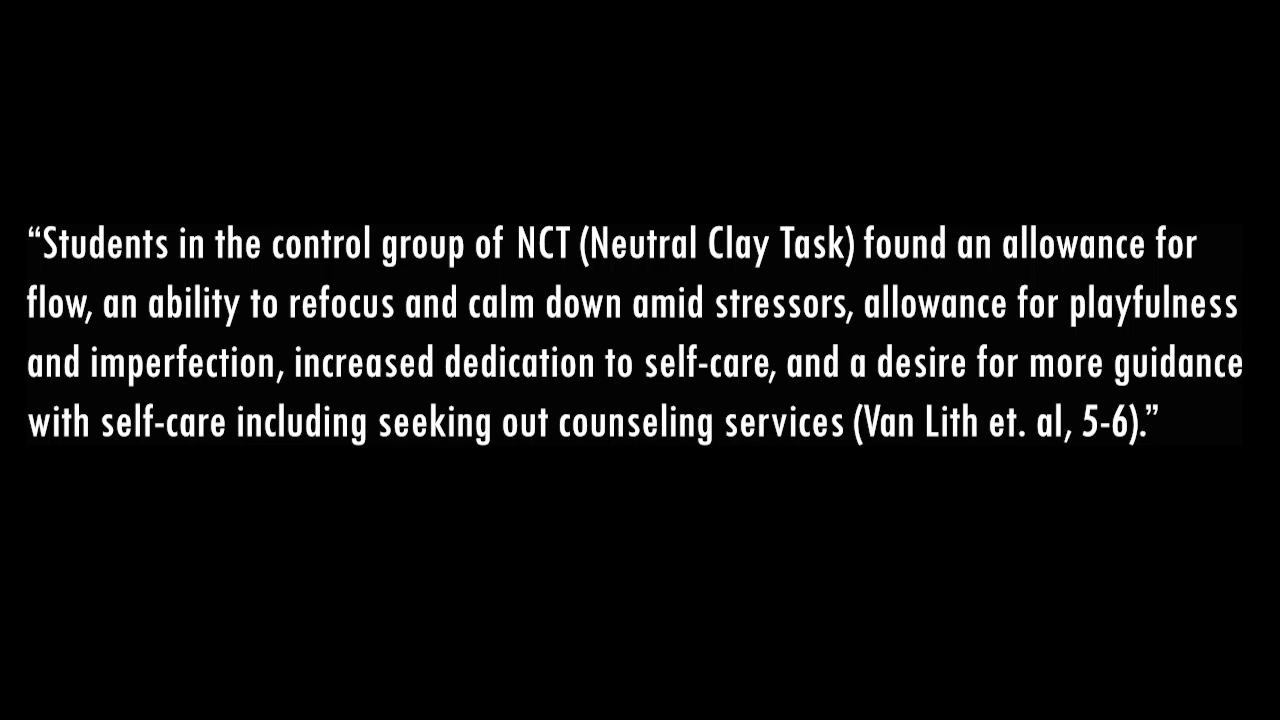 “Students in the control group of NCT (Neutral Clay Task) found an allowance for
flow, an ability to refocus and calm down amid stressors, allowance for playfulness
and imperfection, increased dedication to self-care, and a desire for more guidance
with self-care including seeking out counseling services (Van Lith et. al, 5-6).”